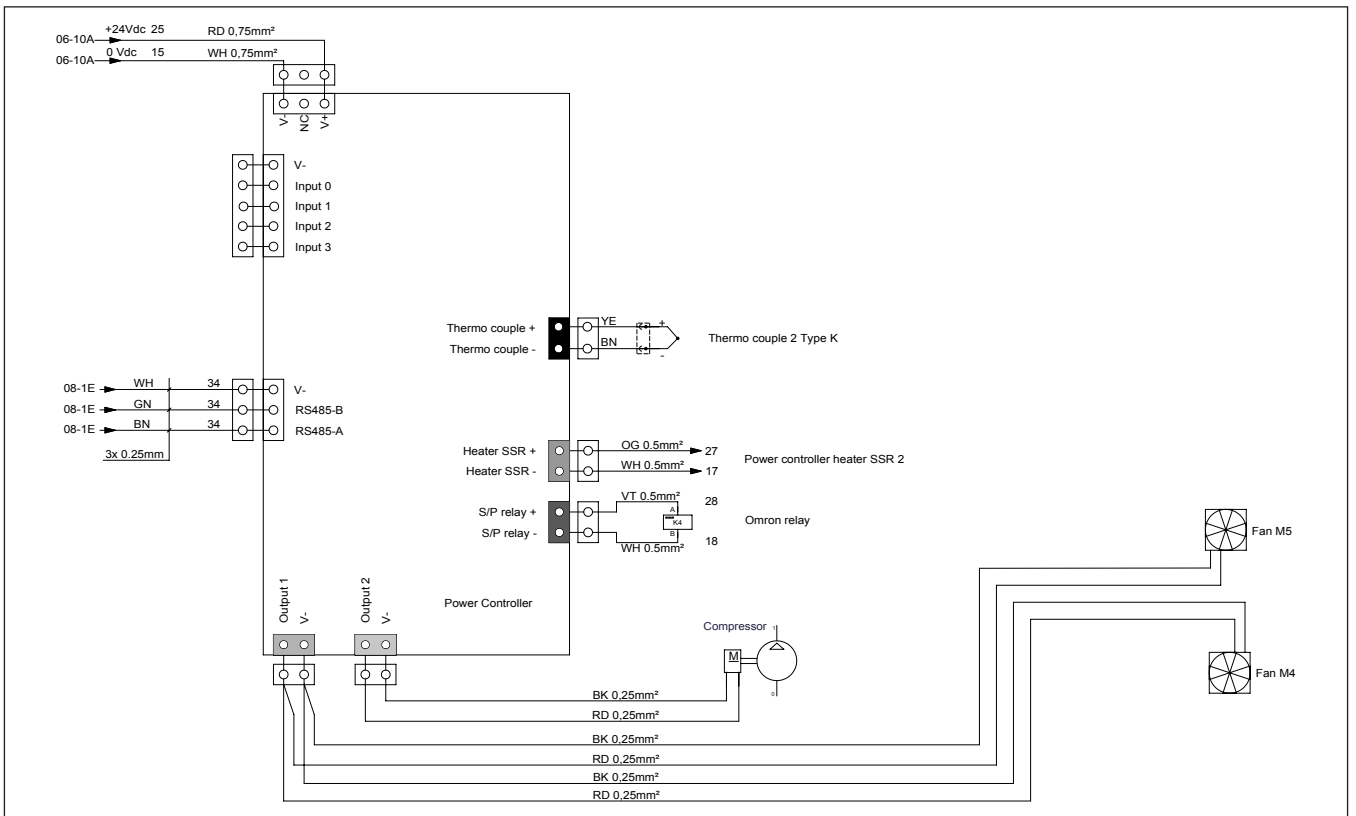 +24Vdc 25 RD 0,75mm²
06-10A
0 Vdc 15 WH 0,75mm²
06-10A
V- NC V+
V-
Input 0
Input 1
Input 2
Input 3
Thermo couple + YE +
Thermo couple 2 Type K
Thermo couple - BN -
08-1E WH 34 V-
08-1E GN 34 RS485-B
08-1E BN 34 RS485-A
3x 0.25mm
Heater SSR + OG 0.5mm² 27
Power controller heater SSR 2
Heater SSR - WH 0.5mm² 17
VT 0.5mm² 28
S/P relay + A
K4 Omron relay
S/P relay - B
WH 0.5mm² 18
Fan M5
Output 1 V- Output 2 V-
Power Controller
Compressor 1
M
0
Fan M4
BK 0,25mm²
RD 0,25mm²
BK 0,25mm²
RD 0,25mm²
BK 0,25mm²
RD 0,25mm²